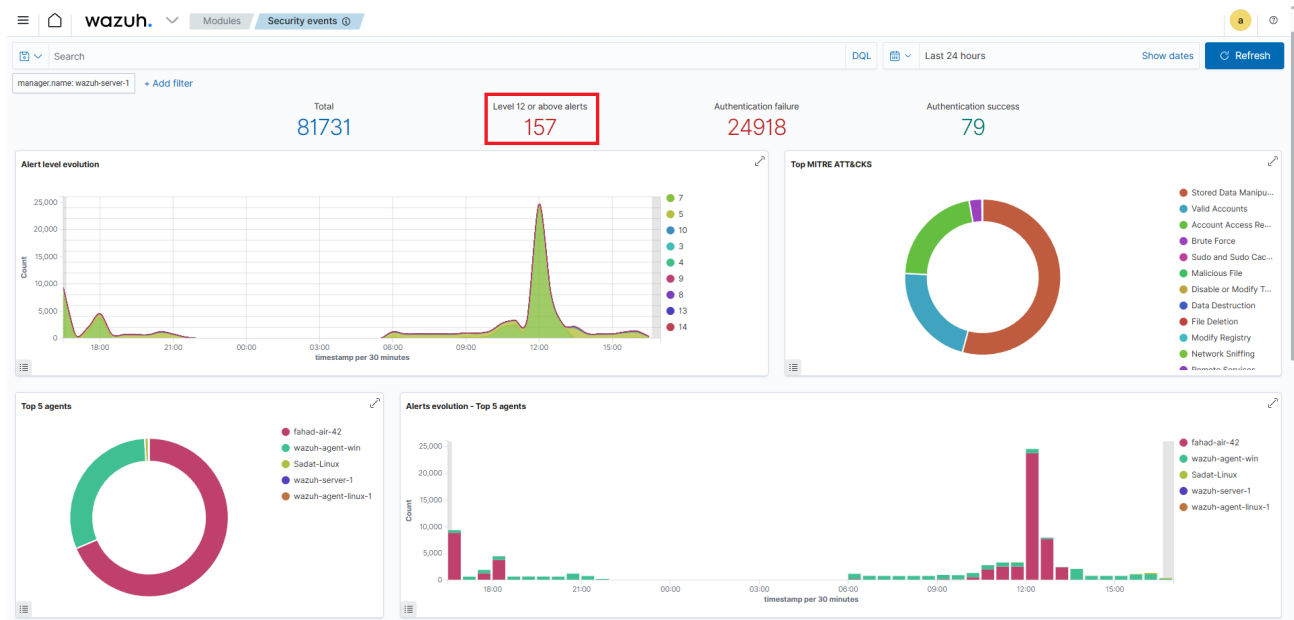 wazuh. Modules Security events
a
Search DQL Last 24 hours Show dates Refresh
manager.name: wazuh-server-1 + Add filter
Total
81731
Level 12 or above alerts
157
Authentication failure
24918
Authentication success
79
Alert level evolution
25,000
20,000
15,000
10,000
5,000
0
Count
18:00 21:00 00:00 03:00 06:00 09:00 12:00 15:00
timestamp per 30 minutes
7
5
10
3
4
9
8
13
14
Top MITRE ATT&CKS
Stored Data Manipu...
Valid Accounts
Account Access Re...
Brute Force
Sudo and Sudo Cac...
Malicious File
Disable or Modify T...
Data Destruction
File Deletion
Modify Registry
Network Sniffing
Remote Services
Top 5 agents
fahad-air-42
wazuh-agent-win
Sadat-Linux
wazuh-server-1
wazuh-agent-linux-1
Alerts evolution - Top 5 agents
25,000
20,000
15,000
10,000
5,000
0
Count
18:00 21:00 00:00 03:00 06:00 09:00 12:00 15:00
timestamp per 30 minutes
fahad-air-42
wazuh-agent-win
Sadat-Linux
wazuh-server-1
wazuh-agent-linux-1